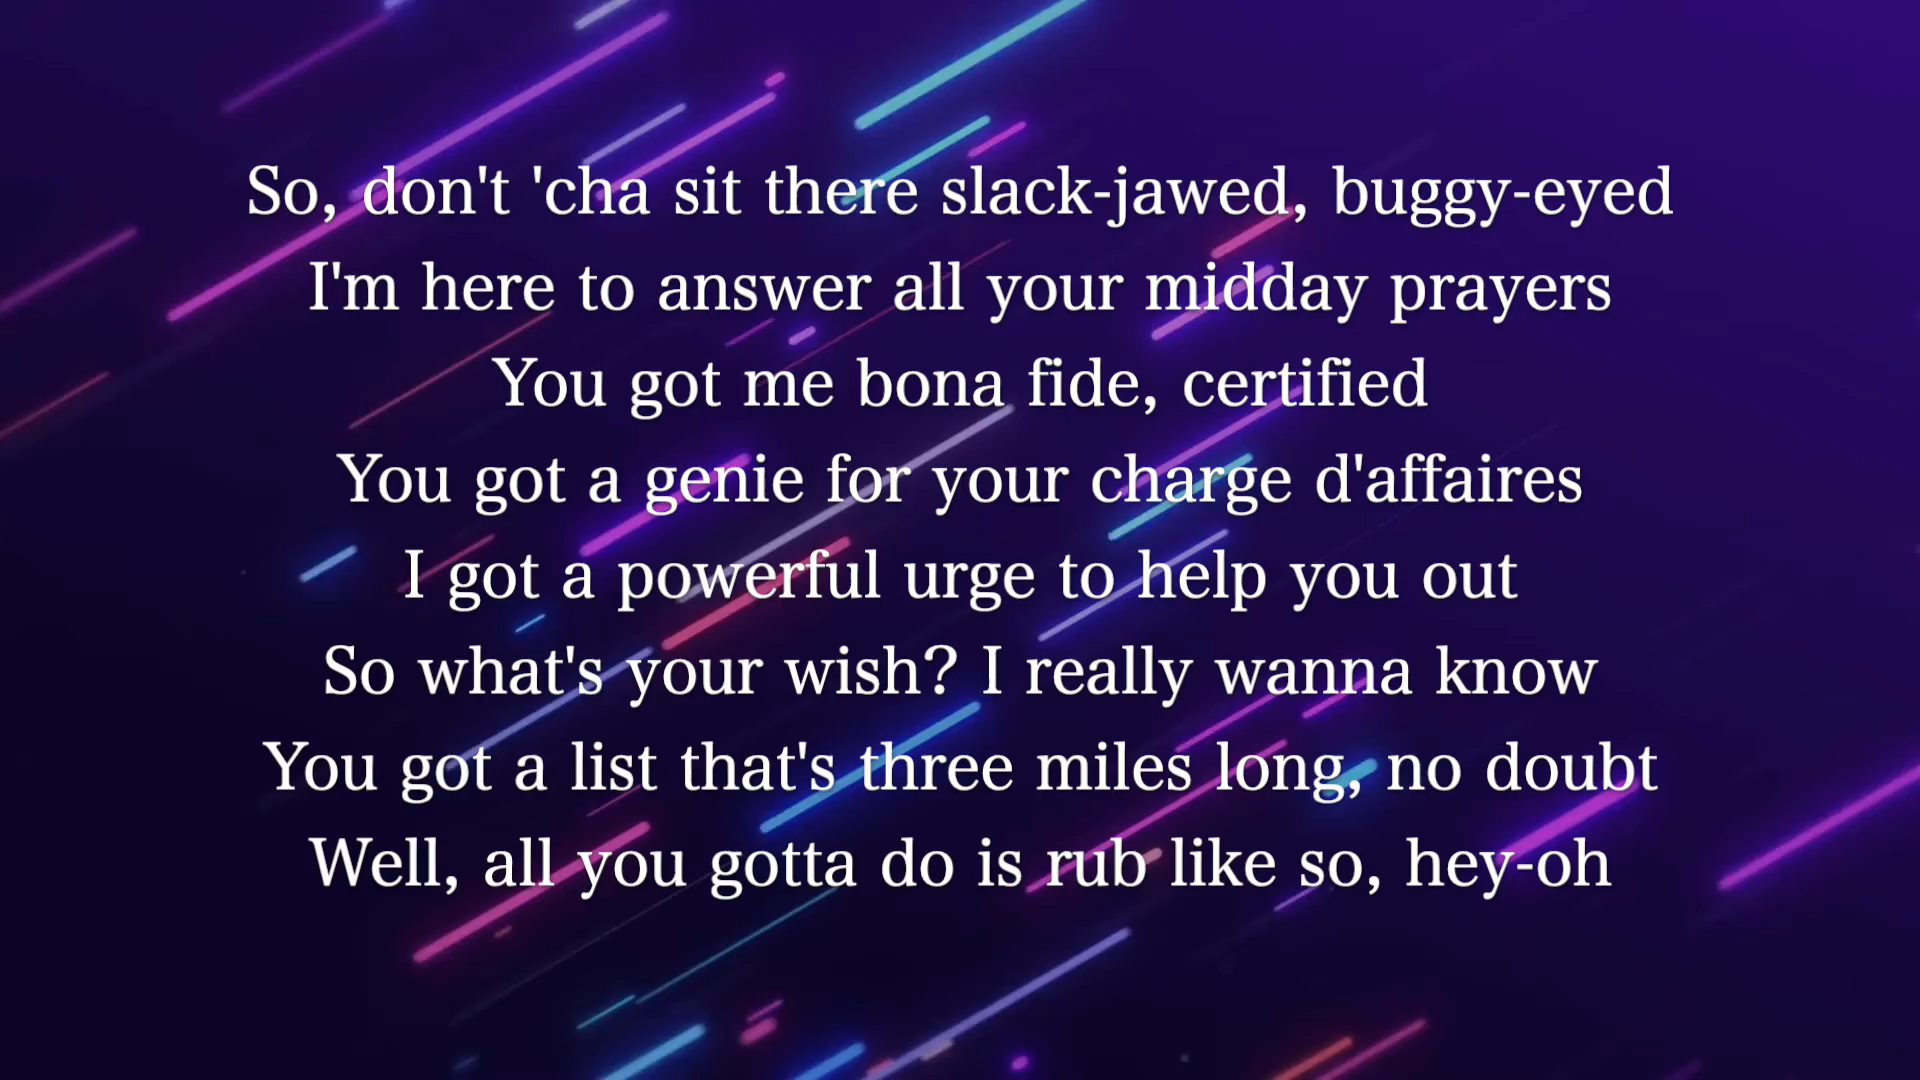 So, don't 'cha sit there slack-jawed, buggy-eyed
I'm here to answer all your midday prayers
You got me bona fide, certified
You got a genie for your charge d'affaires
I got a powerful urge to help you out
So what's your wish? I really wanna know
You got a list that's three miles long, no doubt
Well, all you gotta do is rub like so, hey-oh